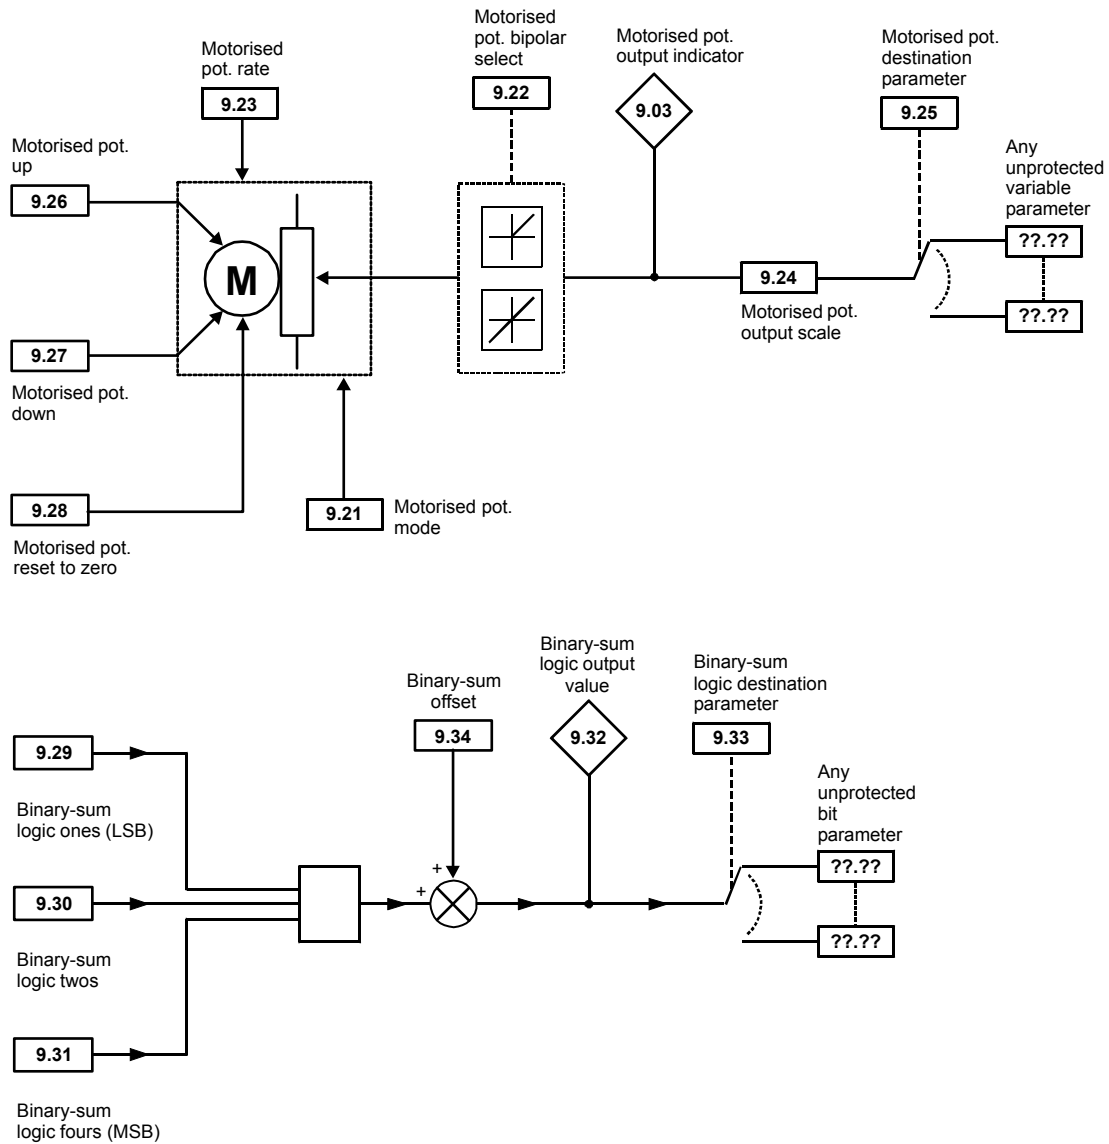 Motorised
pot. rate
9.23
Motorised
pot. bipolar
select
9.22
Motorised pot.
output indicator
9.03
Motorised pot.
destination
parameter
9.25
Any
unprotected
variable
parameter
??.??
??.??
Motorised pot.
up
9.26
M
9.24
Motorised pot.
output scale
9.27
Motorised pot.
down
9.28
Motorised pot.
reset to zero
9.21
Motorised pot.
mode
Binary-sum
offset
9.34
Binary-sum
logic output
value
9.32
Binary-sum
logic destination
parameter
9.33
Any
unprotected
bit
parameter
??.??
??.??
9.29
Binary-sum
logic ones (LSB)
+
+
9.30
Binary-sum
logic twos
9.31
Binary-sum
logic fours (MSB)